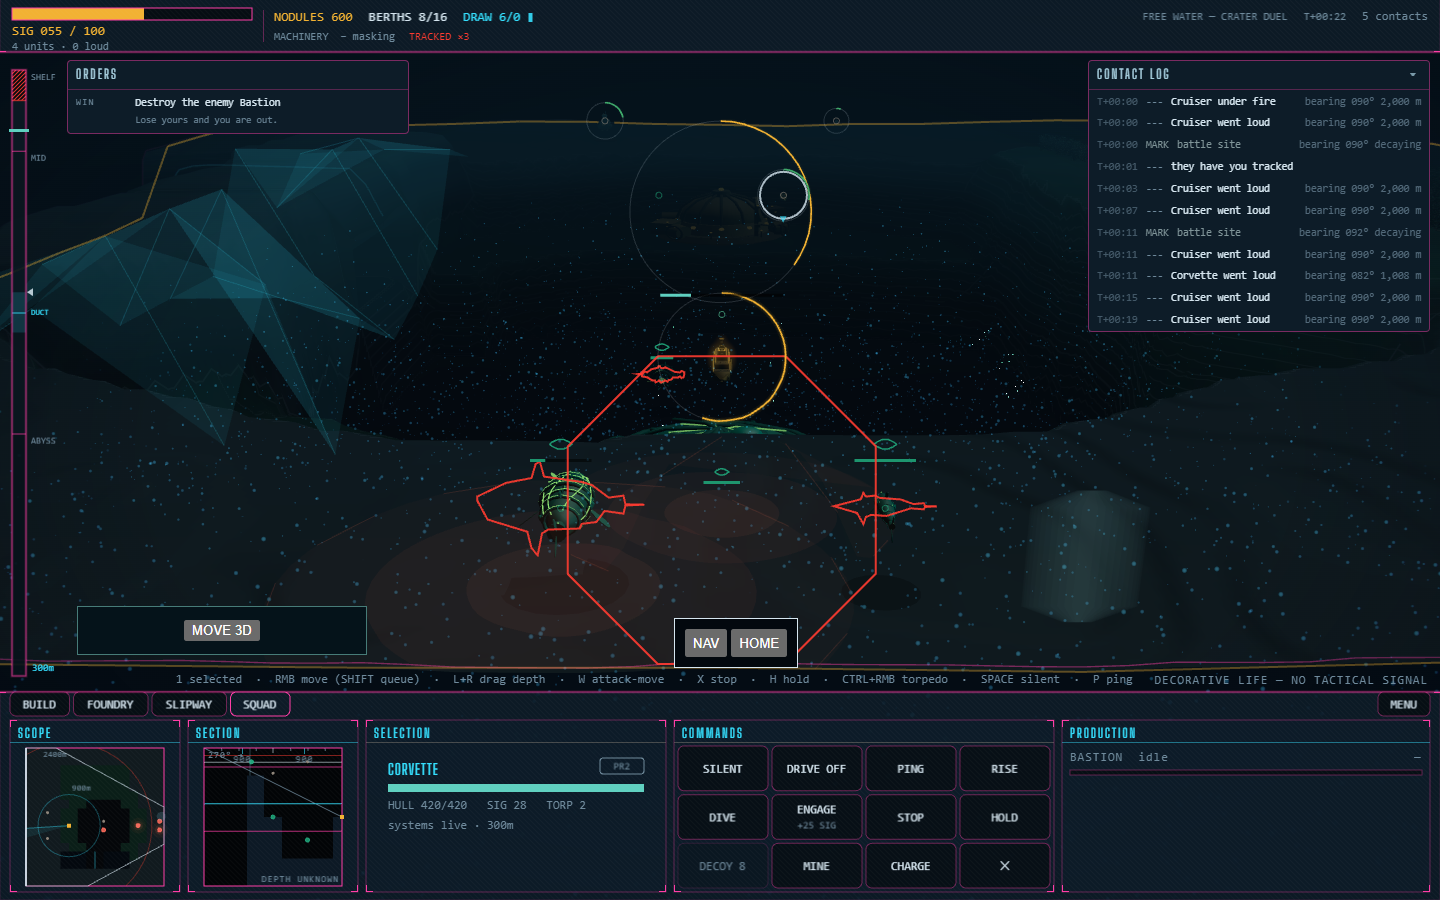 SIG 055 / 100
4 units · 0 loud
NODULES 600 BERTHS 8/16 DRAW 6/0
MACHINERY – masking TRACKED ×3
FREE WATER — CRATER DUEL T+00:22 5 contacts
SHELF
MID
DUCT
ABYSS
300m
ORDERS
WIN Destroy the enemy Bastion
Lose yours and you are out.
CONTACT LOG
T+00:00 --- Cruiser under fire bearing 090° 2,000 m
T+00:00 --- Cruiser went loud bearing 090° 2,000 m
T+00:00 MARK battle site bearing 090° decaying
T+00:01 --- they have you tracked
T+00:03 --- Cruiser went loud bearing 090° 2,000 m
T+00:07 --- Cruiser went loud bearing 090° 2,000 m
T+00:11 MARK battle site bearing 092° decaying
T+00:11 --- Cruiser went loud bearing 090° 2,000 m
T+00:11 --- Corvette went loud bearing 082° 1,008 m
T+00:15 --- Cruiser went loud bearing 090° 2,000 m
T+00:19 --- Cruiser went loud bearing 090° 2,000 m
MOVE 3D
NAV HOME
1 selected · RMB move (SHIFT queue) · L+R drag depth · W attack-move · X stop · H hold · CTRL+RMB torpedo · SPACE silent · P ping DECORATIVE LIFE — NO TACTICAL SIGNAL
BUILD FOUNDRY SLIPWAY SQUAD MENU
SCOPE
2400m
900m
SECTION
270° 900 900
DEPTH UNKNOWN
SELECTION
CORVETTE PR2
HULL 420/420 SIG 28 TORP 2
systems live · 300m
COMMANDS
SILENT DRIVE OFF PING RISE
DIVE ENGAGE STOP HOLD
+25 SIG
DECOY 8 MINE CHARGE ×
PRODUCTION
BASTION idle —